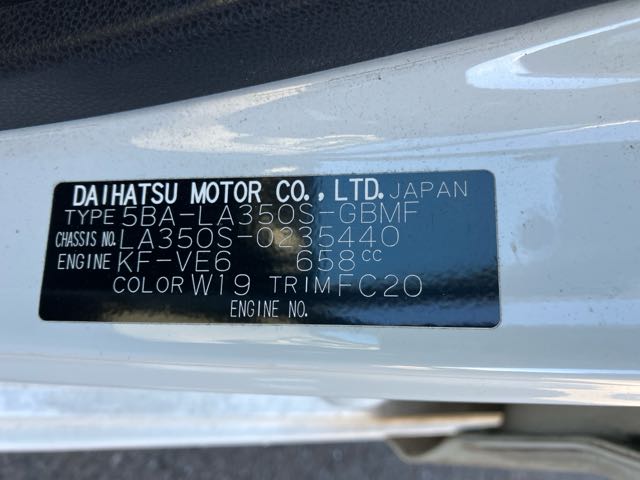 DAIHATSU MOTOR CO., LTD. JAPAN
TYPE 5BA-LA350S-GBMF
CHASSIS NO. LA350S-0235440
ENGINE KF-VE6 658CC
COLOR W19 TRIM FC20
ENGINE NO.